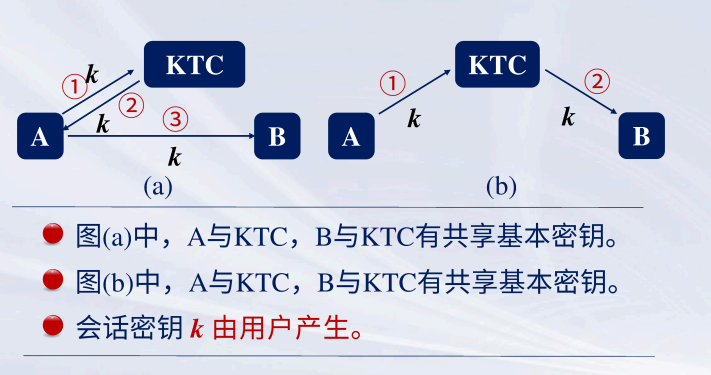 KTC
KTC
① k
② k
③ k
① k
② k
A
B
A
B
(a)
(b)
图(a)中，A与KTC，B与KTC有共享基本密钥。
图(b)中，A与KTC，B与KTC有共享基本密钥。
会话密钥 k 由用户产生。